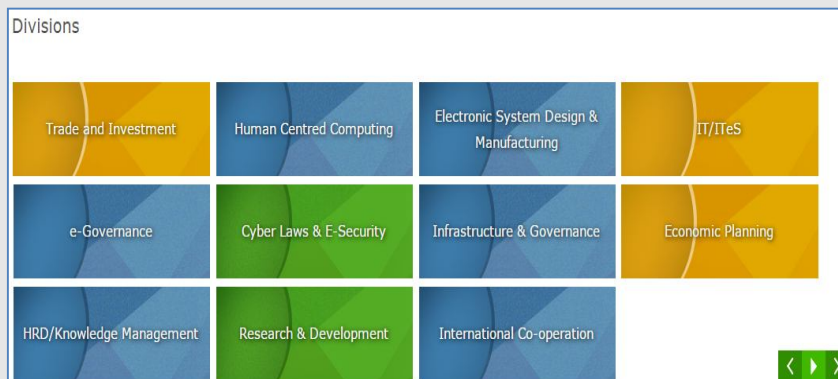 Divisions
Trade and Investment
Human Centred Computing
Electronic System Design &
Manufacturing
IT/ITeS
e-Governance
Cyber Laws & E-Security
Infrastructure & Governance
Economic Planning
HRD/Knowledge Management
Research & Development
International Co-operation